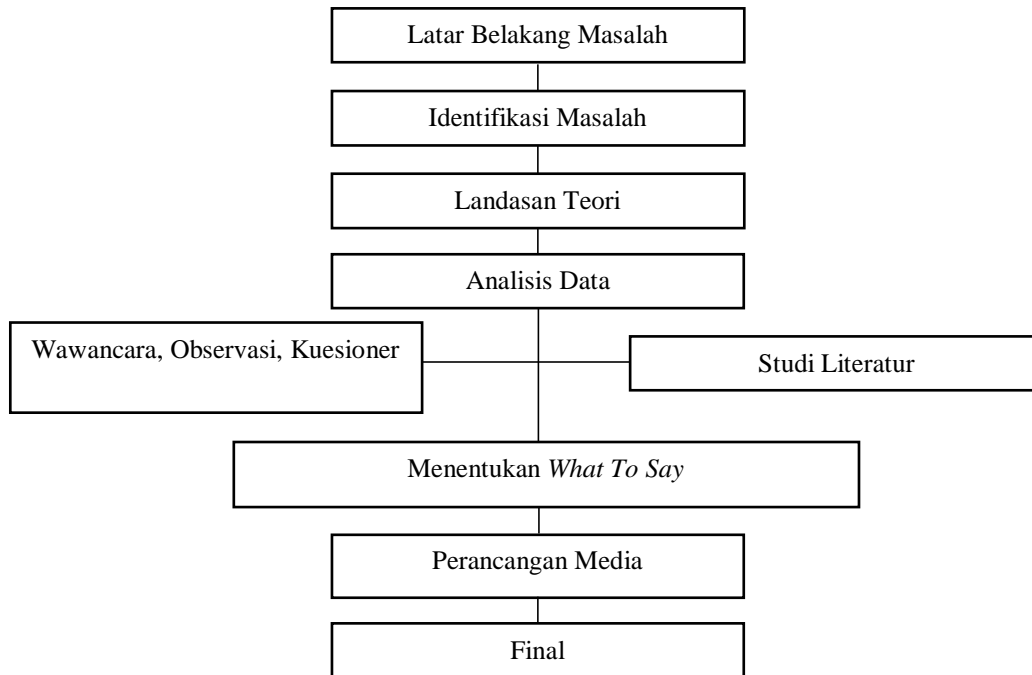 Latar Belakang Masalah
Identifikasi Masalah
Landasan Teori
Analisis Data
Wawancara, Observasi, Kuesioner
Studi Literatur
Menentukan What To Say
Perancangan Media
Final